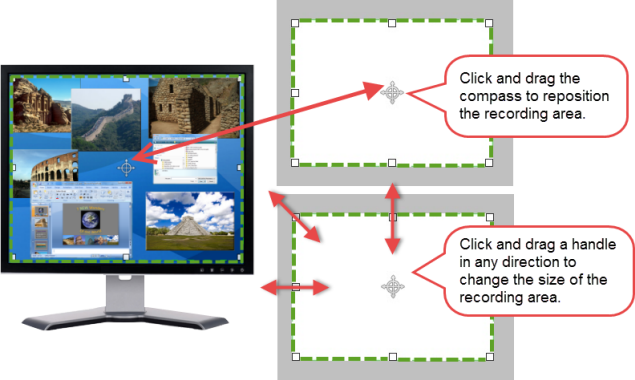 Click and drag the
compass to reposition
the recording area.
Click and drag a handle
in any direction to
change the size of the
recording area.